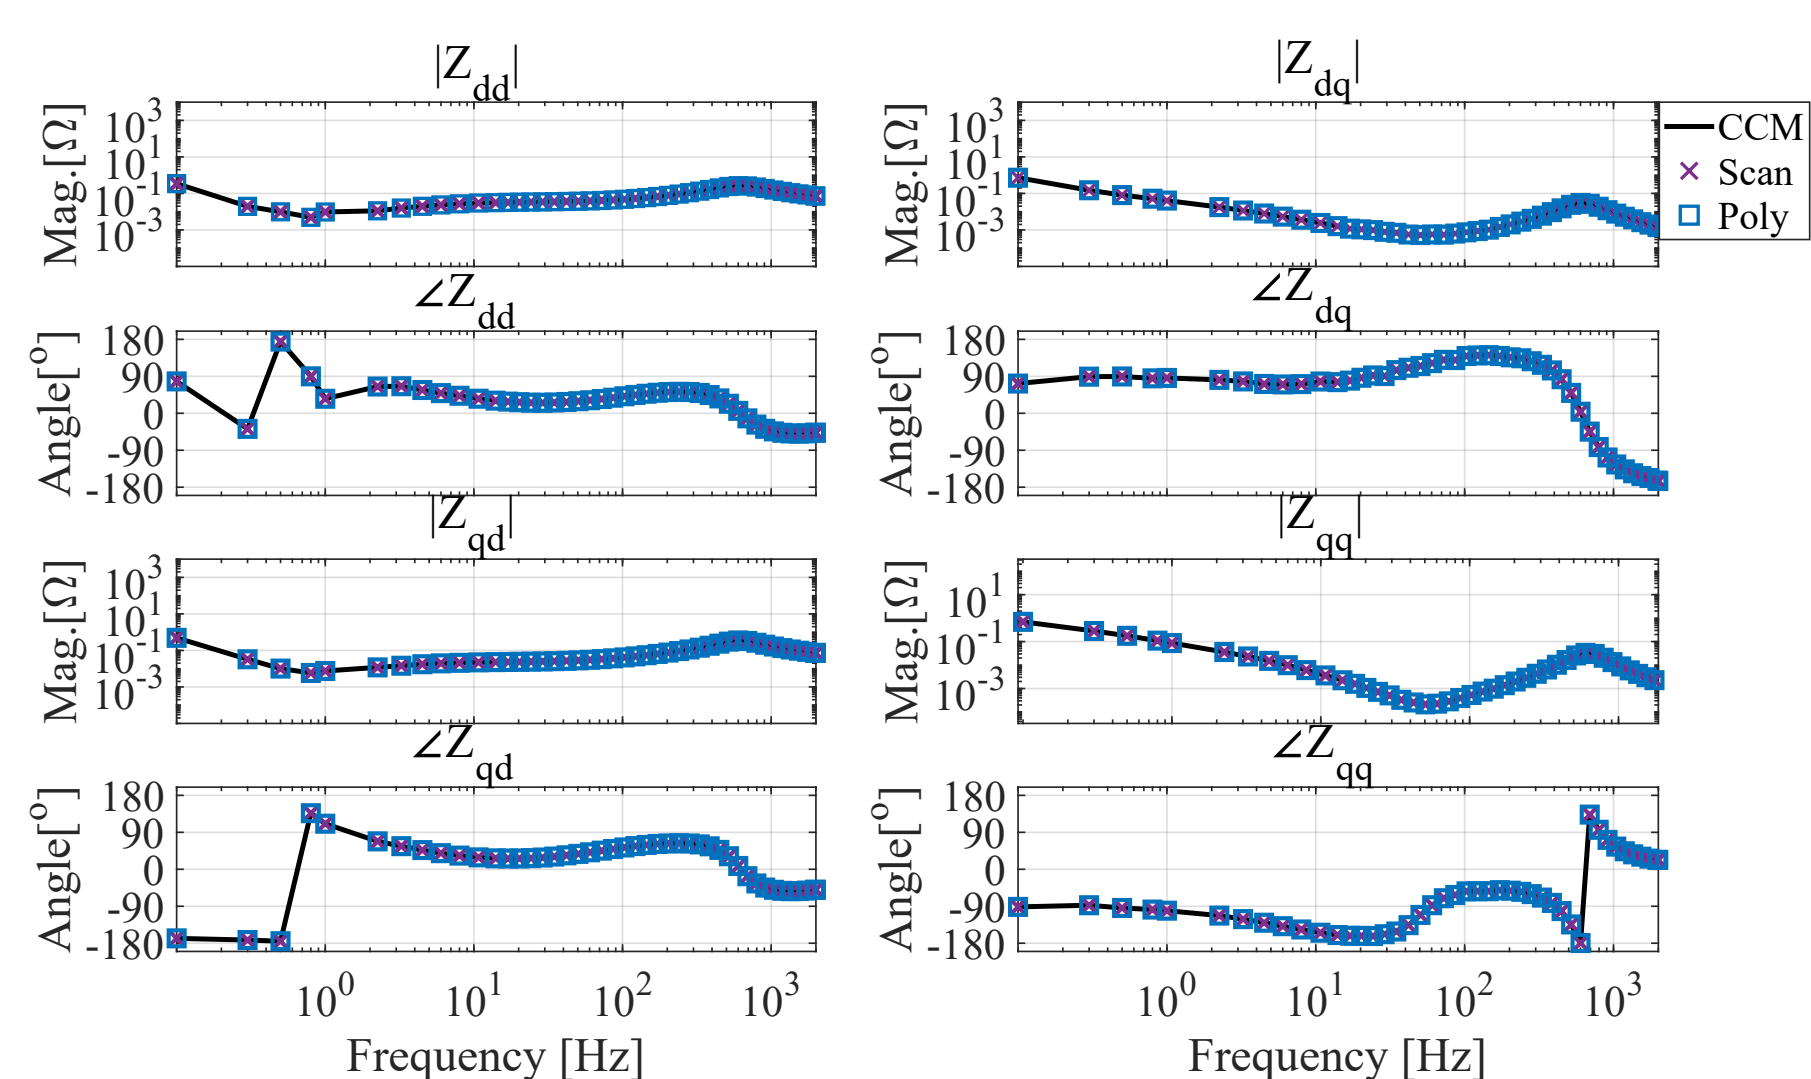 |Z_dd|
Mag.[Ω]
10^3
10^1
10^-1
10^-3
|Z_dq|
Mag.[Ω]
10^3
10^1
10^-1
10^-3
CCM
Scan
Poly
∠Z_dd
Angle[°]
180
90
0
-90
-180
∠Z_dq
Angle[°]
180
90
0
-90
-180
|Z_qd|
Mag.[Ω]
10^3
10^1
10^-1
10^-3
|Z_qq|
Mag.[Ω]
10^1
10^-1
10^-3
∠Z_qd
Angle[°]
180
90
0
-90
-180
10^0 10^1 10^2 10^3
Frequency [Hz]
∠Z_qq
Angle[°]
180
90
0
-90
-180
10^0 10^1 10^2 10^3
Frequency [Hz]